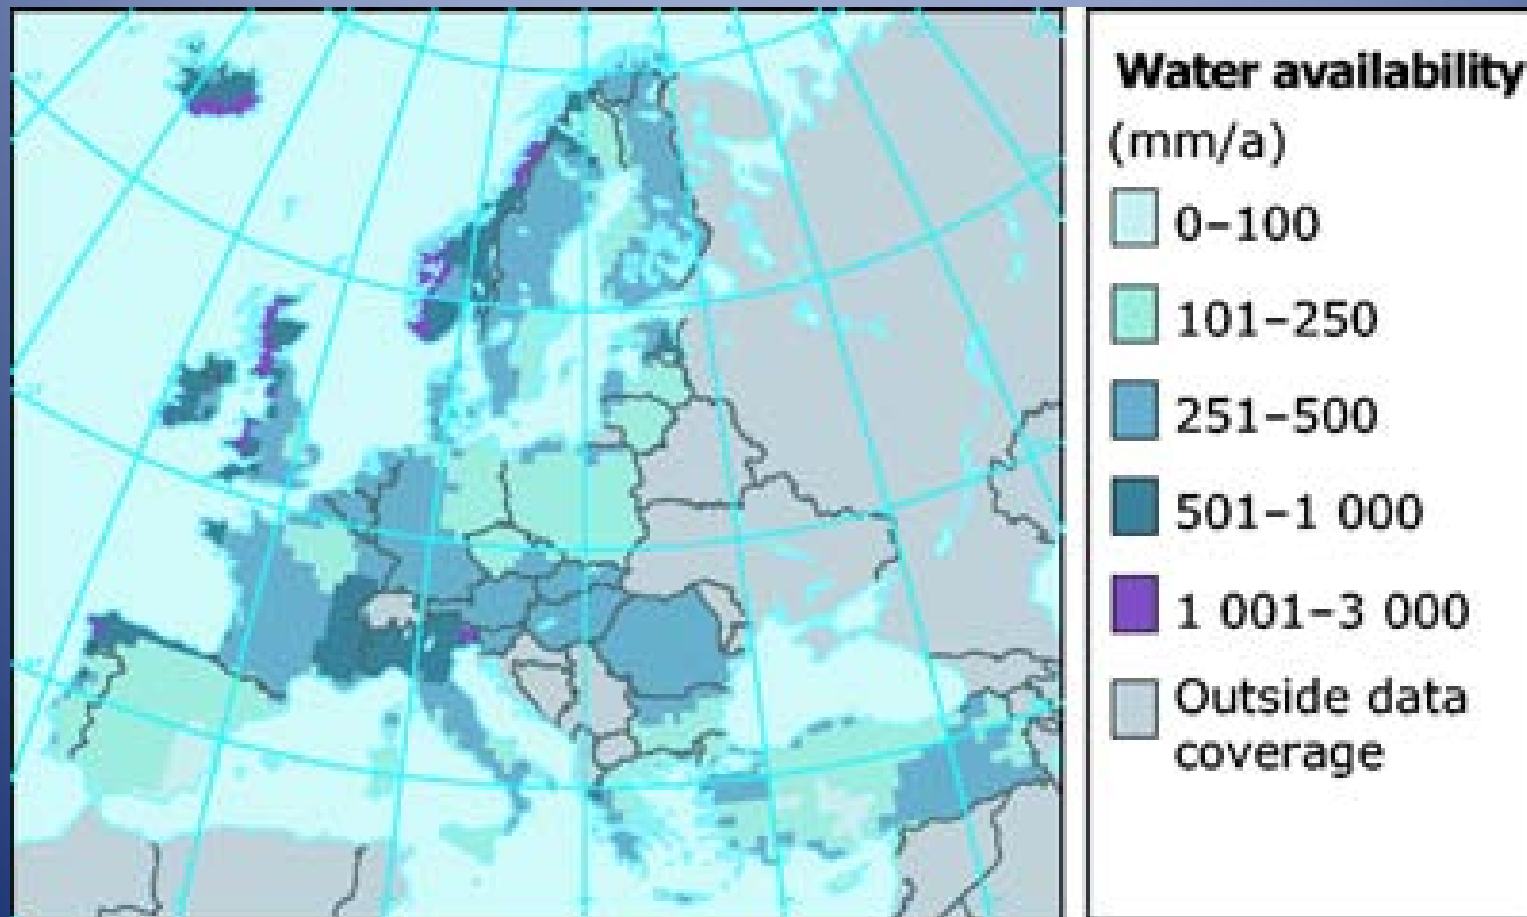 Water availability
(mm/a)
0–100
101–250
251–500
501–1 000
1 001–3 000
Outside data
coverage